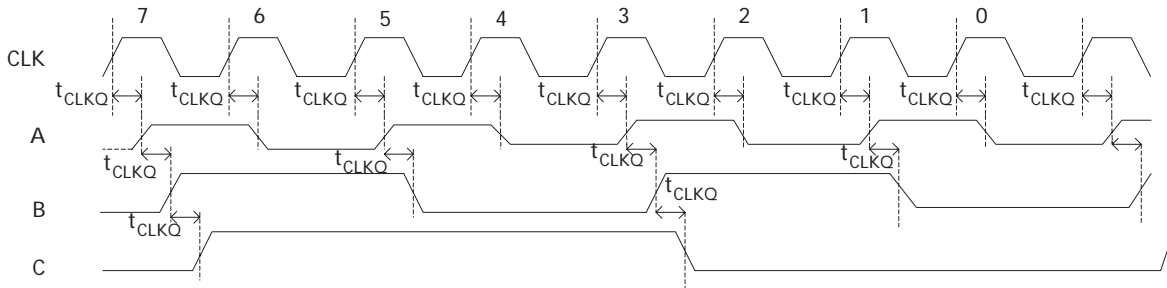 7 6 5 4 3 2 1 0
CLK
tCLKQ tCLKQ tCLKQ tCLKQ tCLKQ tCLKQ tCLKQ tCLKQ tCLKQ
A
tCLKQ tCLKQ tCLKQ tCLKQ
B
tCLKQ tCLKQ
C